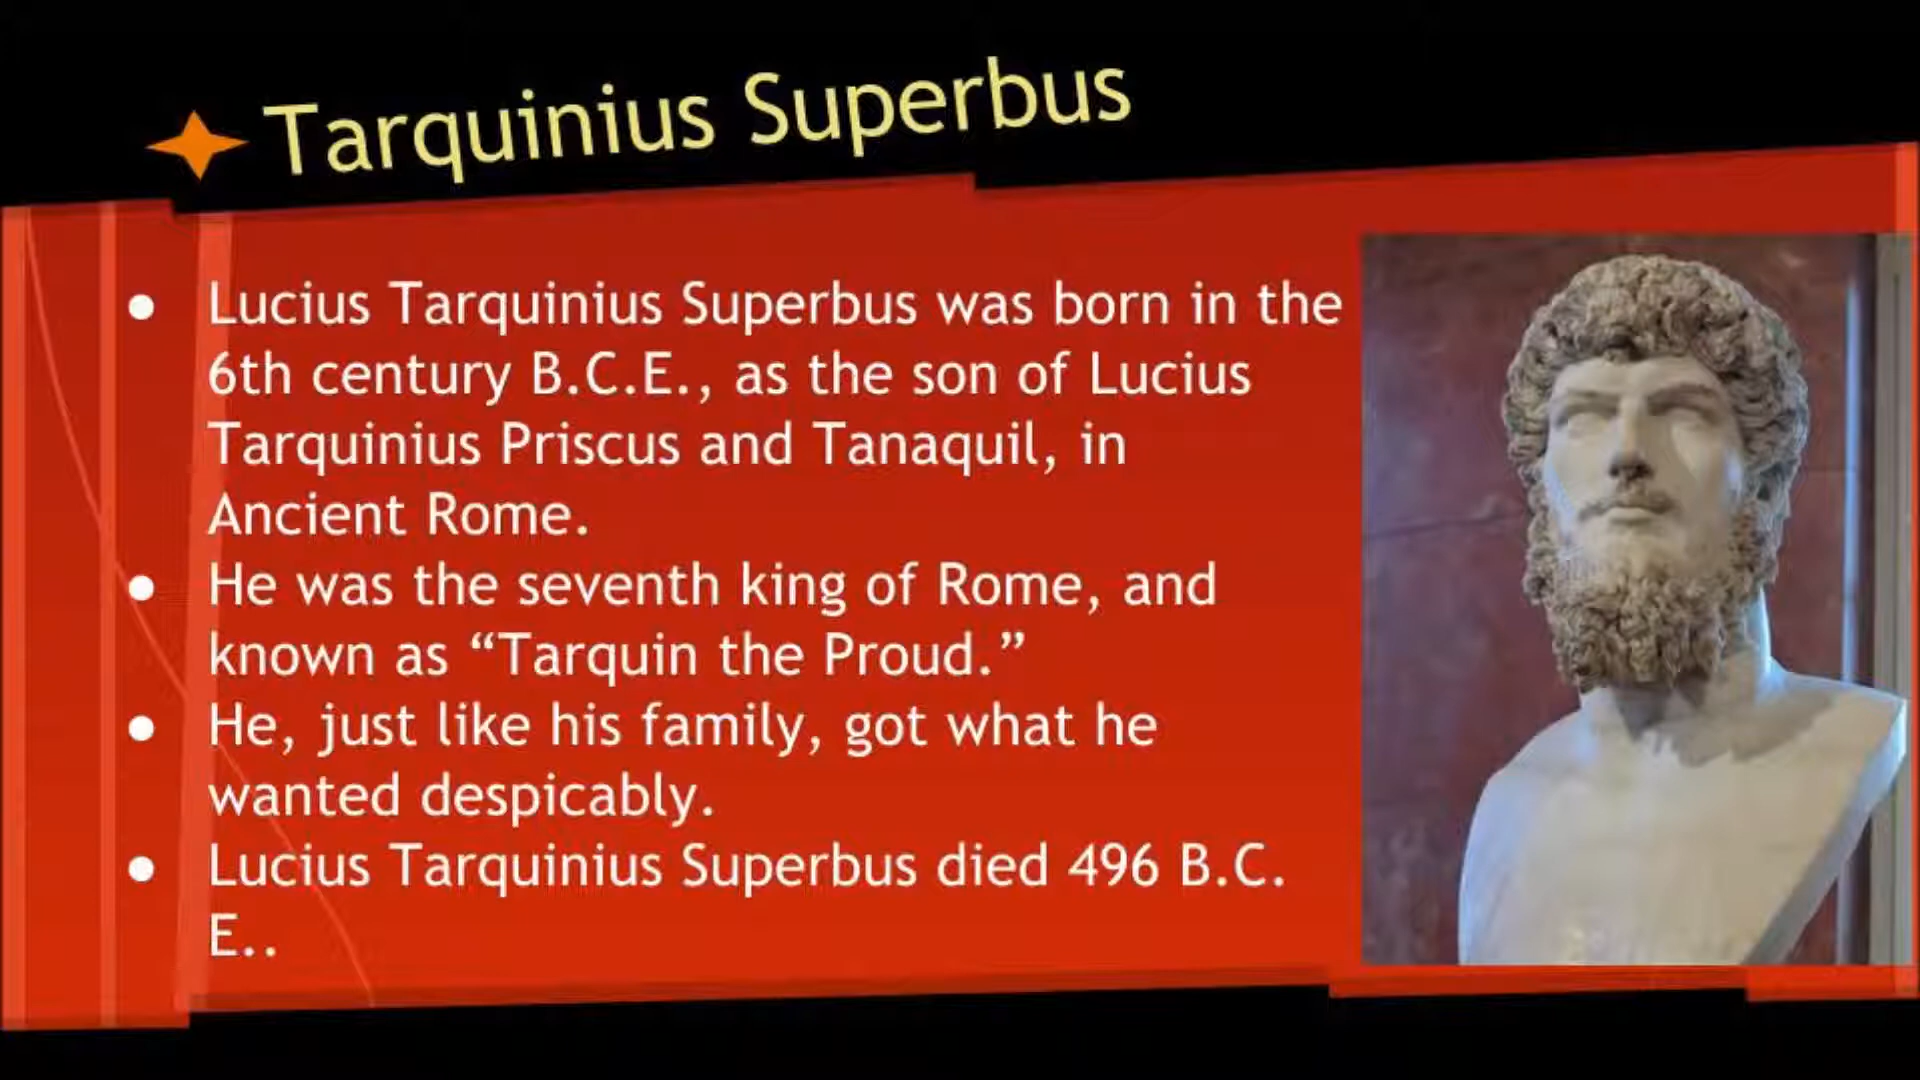 Tarquinius Superbus
● Lucius Tarquinius Superbus was born in the
6th century B.C.E., as the son of Lucius
Tarquinius Priscus and Tanaquil, in
Ancient Rome.
● He was the seventh king of Rome, and
known as “Tarquin the Proud.”
● He, just like his family, got what he
wanted despicably.
● Lucius Tarquinius Superbus died 496 B.C.
E..